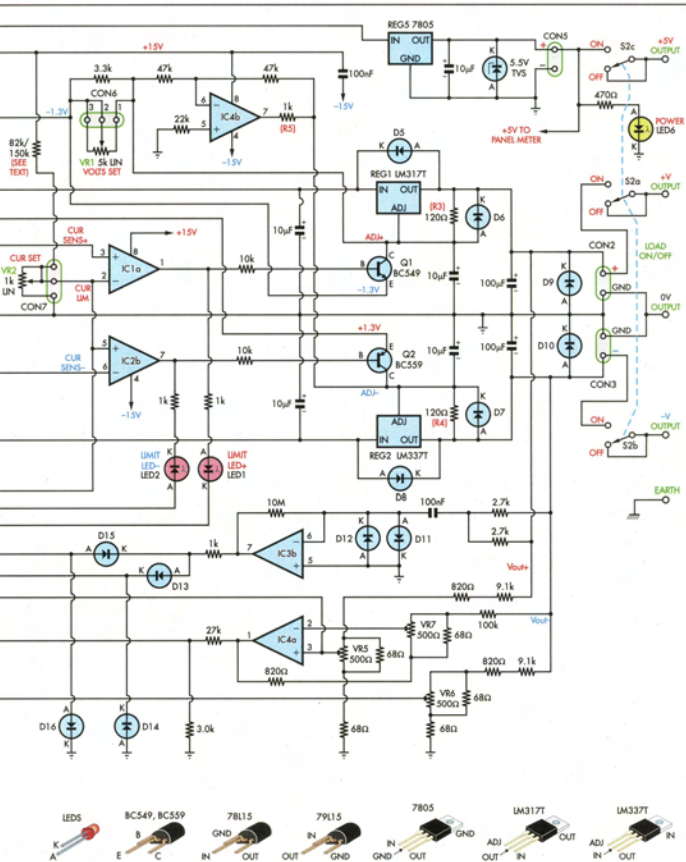 REG5 7805
IN OUT
GND
CON5
S2c
+5V
OUTPUT
ON
OFF
+15V
100nF
–15V
10µF
K
A
5.5V
TVS
+
–
470Ω
A
K
POWER
LED6
+5V TO
PANEL METER
3.3k
47k
47k
CON6
–1.3V
3 2 1
VR1 5k LIN
VOLTS SET
22k
6
5
8
4
7
IC4b
–15V
1k
(R5)
82k/
150k
(SEE
TEXT)
D5
K A
REG1 LM317T
IN OUT
ADJ
(R3)
120Ω
K
A
D6
ON
OFF
S2a
+V
OUTPUT
10µF
ADJ+
CUR
SENS+
+15V
CUR SET
VR2
1k
LIN
CUR
LIM
CON7
3
2
8
1
IC1a
10k
B
C
E
Q1
BC549
–1.3V
10µF
100µF
CON2
+
GND
K
A
D9
LOAD
ON/OFF
0V
OUTPUT
+1.3V
CUR
SENS–
5
6
7
4
IC2b
–15V
10k
B
E
C
Q2
BC559
ADJ–
10µF
10µF
100µF
K
A
D10
GND
–
CON3
1k
1k
ADJ
IN OUT
REG2 LM337T
120Ω
(R4)
K
A
D7
ON
OFF
S2b
–V
OUTPUT
LIMIT
LED–
LED2
K
A
LIMIT
LED+
LED1
A
K
A K
D8
EARTH
10M
100nF
2.7k
2.7k
D15
A K
K A
D13
1k
7
IC3b
6
5
K
A
D12
A
K
D11
Vout+
820Ω
9.1k
27k
1
IC4a
2
3
820Ω
VR7
500Ω
68Ω
100k
Vout–
VR5
500Ω
68Ω
820Ω
9.1k
VR6
500Ω
68Ω
D16
A
K
K
A
D14
3.0k
68Ω
68Ω
LEDS
K
A
BC549, BC559
B
E C
78L15
GND
IN OUT
79L15
IN
OUT GND
7805
IN
GND
OUT
GND
LM317T
ADJ
OUT
IN
OUT
LM337T
ADJ
IN
OUT
IN